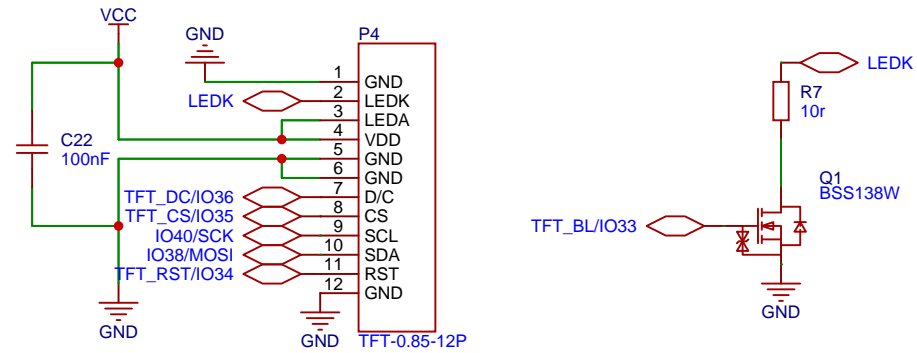 VCC
GND
P4
1 GND
LEDK 2 LEDK
3 LEDA
4 VDD
5 GND
6 GND
TFT_DC/IO36 7 D/C
TFT_CS/IO35 8 CS
IO40/SCK 9 SCL
IO38/MOSI 10 SDA
TFT_RST/IO34 11 RST
12 GND
C22
100nF
GND
GND
TFT-0.85-12P
LEDK
R7
10r
Q1
BSS138W
TFT_BL/IO33
GND